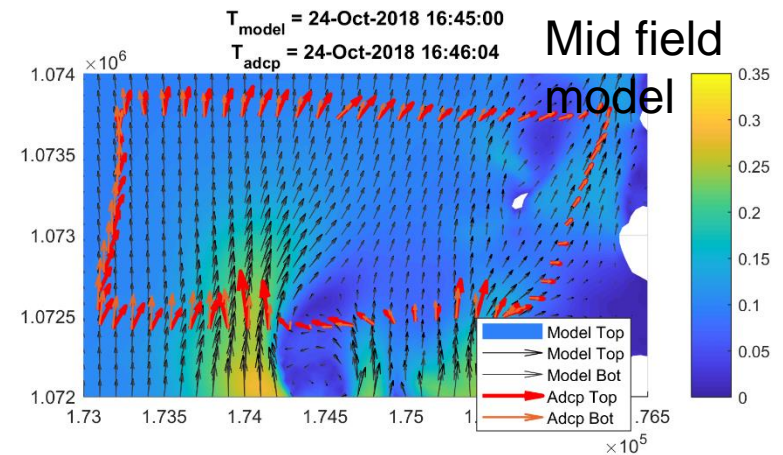 T_model = 24-Oct-2018 16:45:00
T_adcp = 24-Oct-2018 16:46:04
Mid field
model
×10^6
1.074
1.0735
1.073
1.0725
1.072
1.73
1.735
1.74
1.745
1.75
1.765
×10^5
Model Top
Model Top
Model Bot
Adcp Top
Adcp Bot
0.35
0.3
0.25
0.2
0.15
0.1
0.05
0